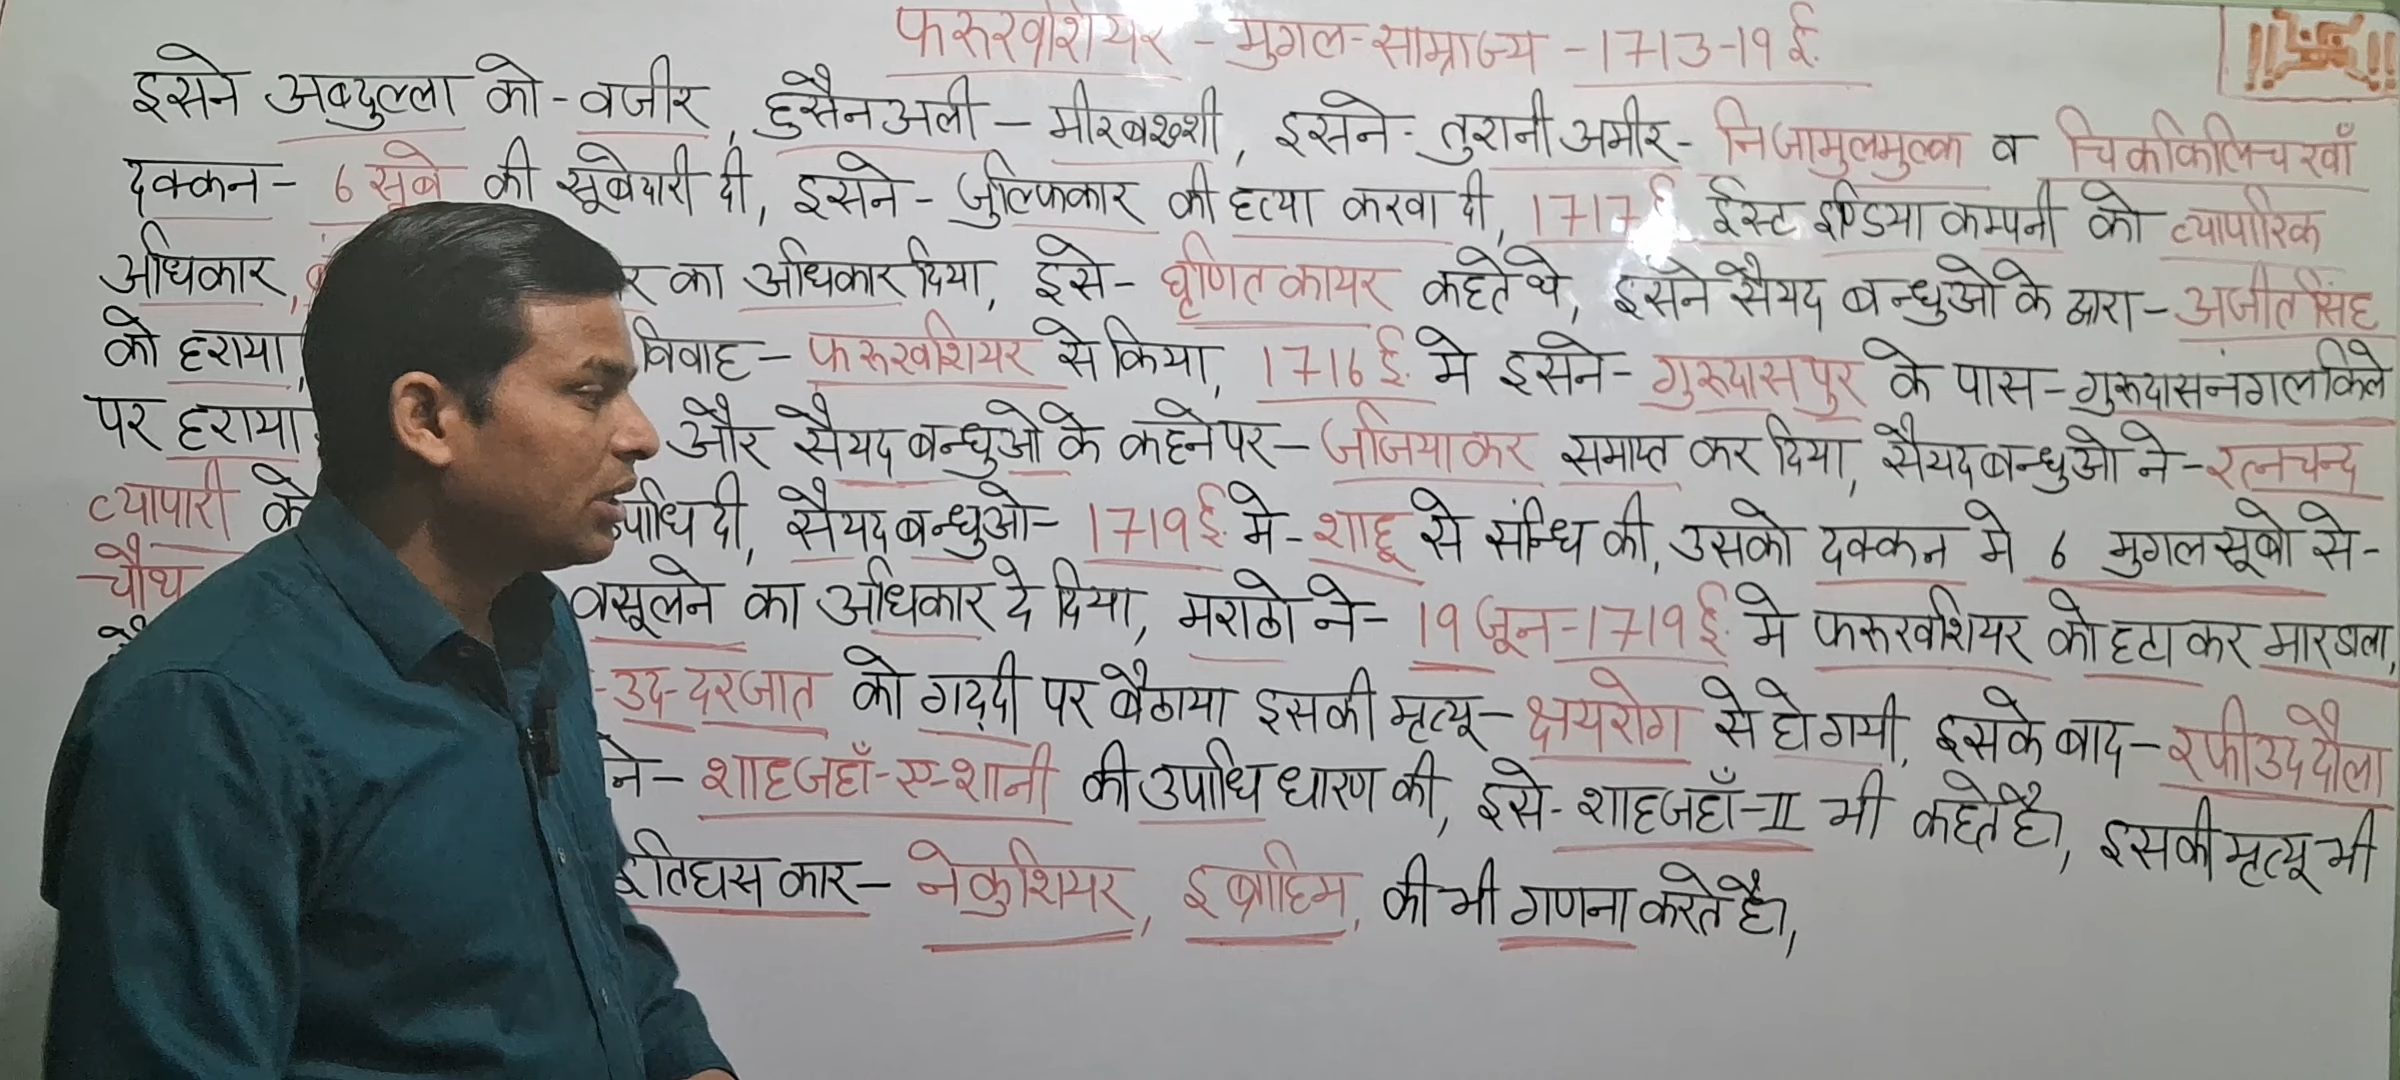 फरूखशियर - मुगल-साम्राज्य - 1713-19 ई.
इसने अब्दुल्ला को - वजीर, हुसैनअली - मीरबख्शी, इसने - तुरानी अमीर - निजामुलमुल्क व चिककिलिचखाँ
दक्कन - 6 सूबे की सूबेदारी दी, इसने - जुल्फिकार की हत्या करवा दी, 1717 ई ईस्ट इण्डिया कम्पनी को व्यापारिक
अधिकार, र का अधिकार दिया, इसे - घृणित कायर कहते थे, इसने सैयद बन्धुओ के द्वारा - अजीत सिंह
को हराया, विवाह - फरूखशियर से किया, 1716 ई. मे इसने - गुरूदासपुर के पास - गुरूदासनंगल किले
पर हराया और सैयद बन्धुओ के कहने पर - जजिया कर समाप्त कर दिया, सैयद बन्धुओ ने - रत्नचन्द
व्यापारी को पाधि दी, सैयद बन्धुओ - 1719 ई. मे - शाहू से संन्धि की, उसको दक्कन मे 6 मुगल सूबो से -
चौथ वसूलने का अधिकार दे दिया, मराठो ने - 19 जून - 1719 ई. मे फरूखशियर को हटा कर मार डाला,
- उद - दरजात को गद्दी पर बैठाया इसकी मृत्यू - क्षयरोग से हो गयी, इसके बाद - रफीउददौला
ने - शाहजहाँ - ए - शानी की उपाधि धारण की, इसे - शाहजहाँ - II भी कहते है, इसकी मृत्यू भी
इतिहास कार - नेकुशियर, इब्राहिम, की भी गणना करते है,